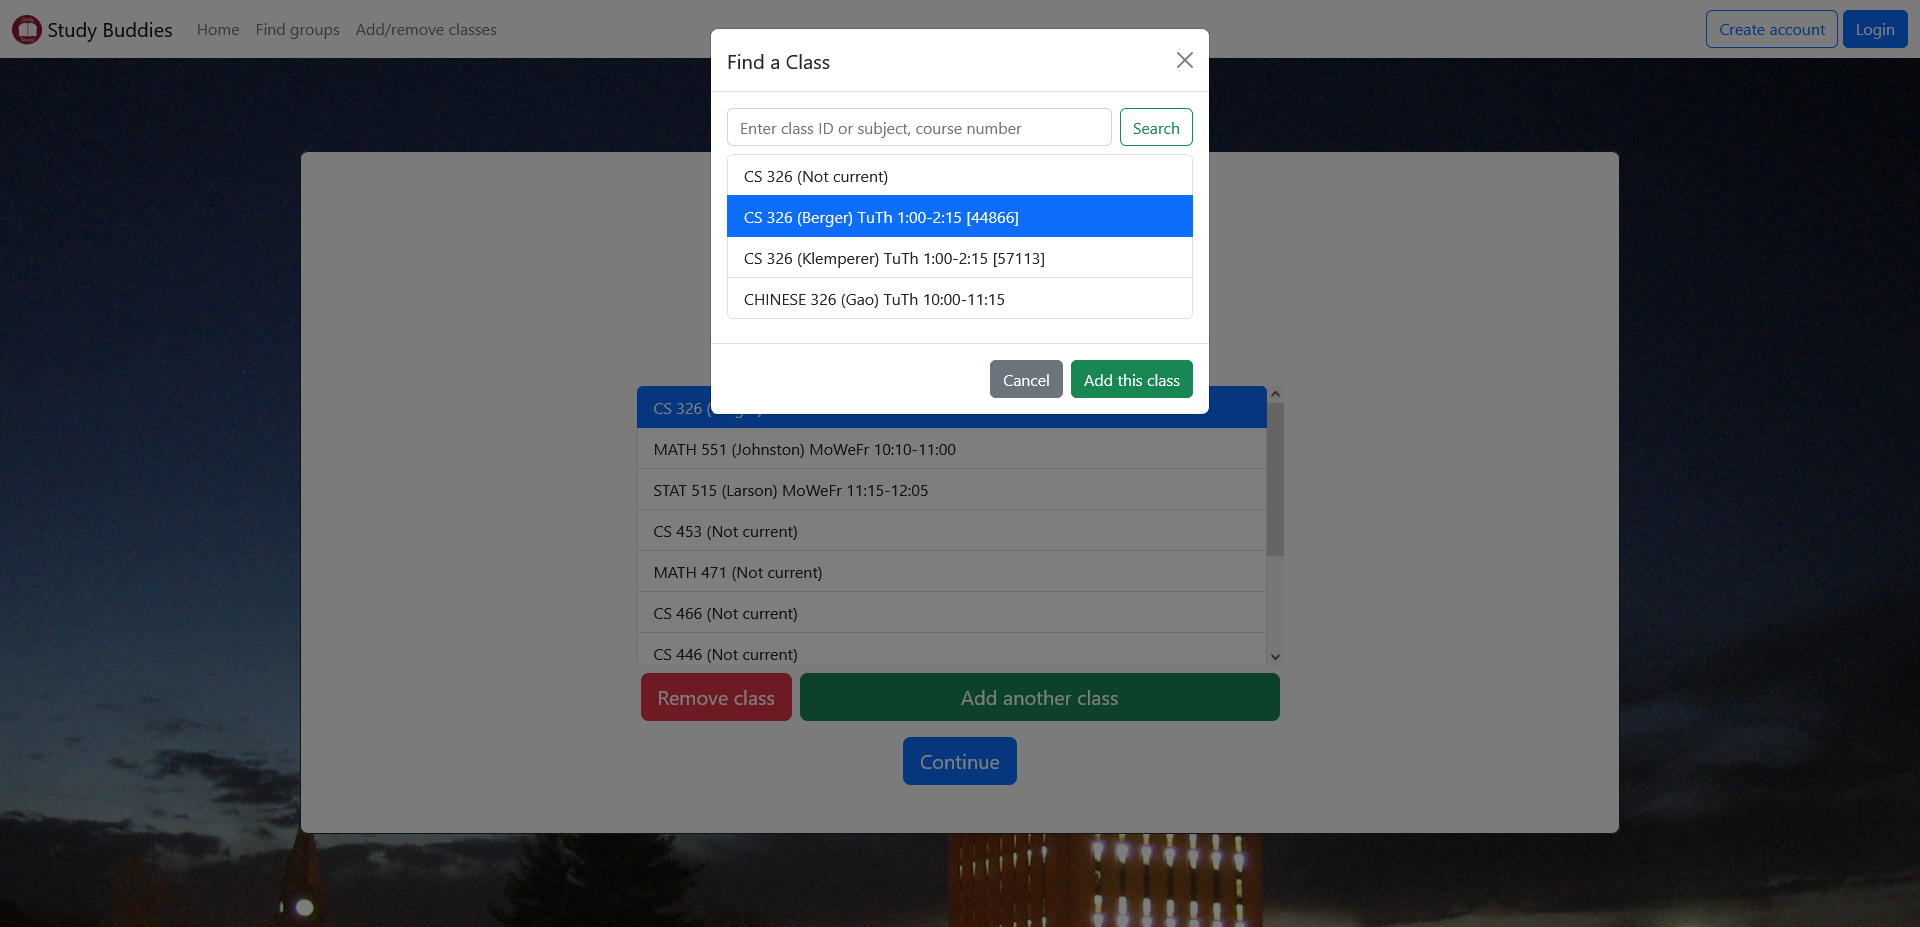 Study Buddies Home Find groups Add/remove classes Create account Login
Find a Class
Enter class ID or subject, course number Search
CS 326 (Not current)
CS 326 (Berger) TuTh 1:00-2:15 [44866]
CS 326 (Klemperer) TuTh 1:00-2:15 [57113]
CHINESE 326 (Gao) TuTh 10:00-11:15
Cancel Add this class
CS 326 (
MATH 551 (Johnston) MoWeFr 10:10-11:00
STAT 515 (Larson) MoWeFr 11:15-12:05
CS 453 (Not current)
MATH 471 (Not current)
CS 466 (Not current)
CS 446 (Not current)
Remove class Add another class
Continue